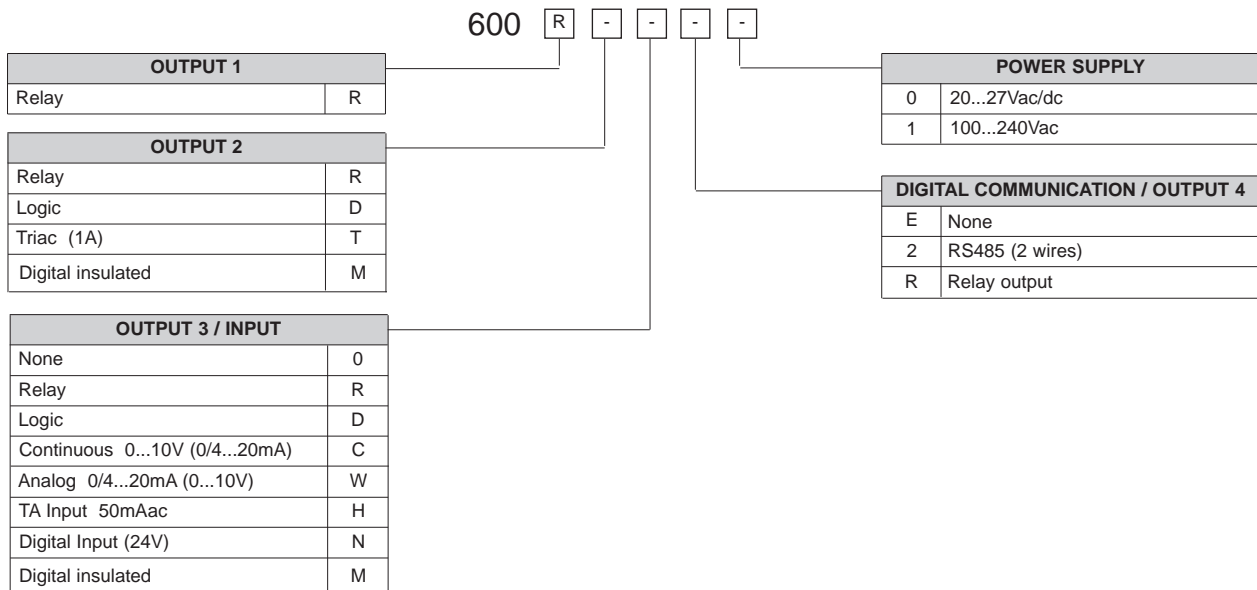 600 R - - - -
OUTPUT 1
Relay R
OUTPUT 2
Relay R
Logic D
Triac (1A) T
Digital insulated M
OUTPUT 3 / INPUT
None 0
Relay R
Logic D
Continuous 0...10V (0/4...20mA) C
Analog 0/4...20mA (0...10V) W
TA Input 50mAac H
Digital Input (24V) N
Digital insulated M
POWER SUPPLY
0 20...27Vac/dc
1 100...240Vac
DIGITAL COMMUNICATION / OUTPUT 4
E None
2 RS485 (2 wires)
R Relay output